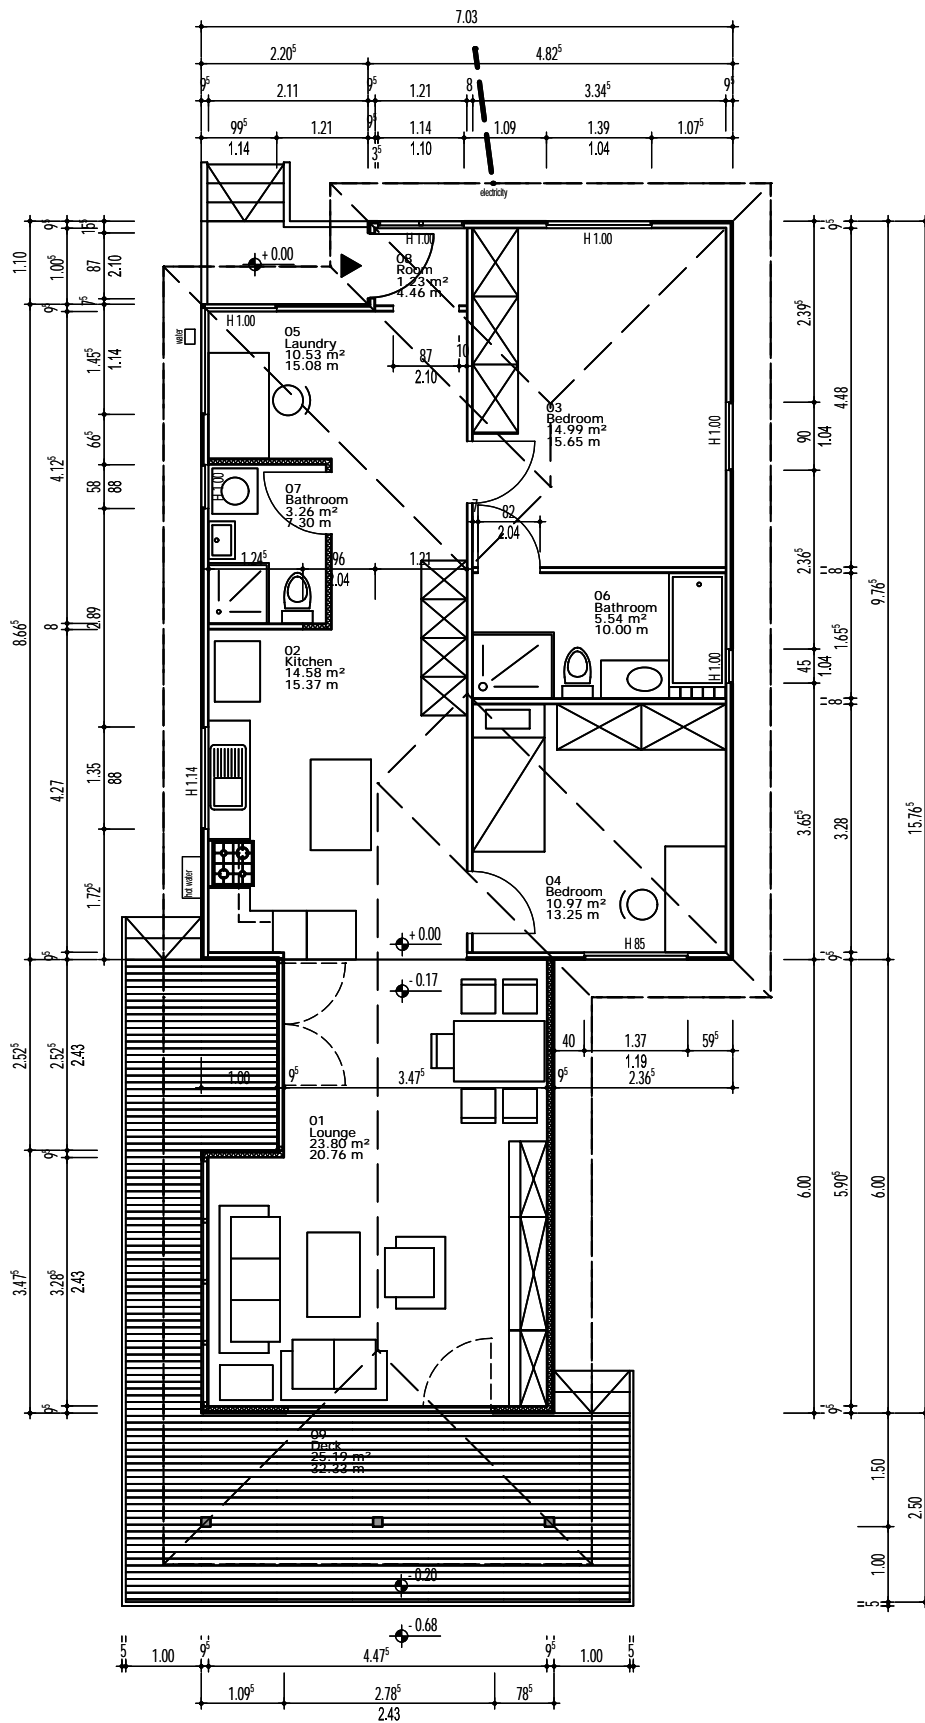 7.03
2.20⁵ 4.82⁵
9⁵ 2.11 9⁵ 1.21 8 3.34⁵ 9⁵
99⁵ 1.21 9⁵ 1.14 1.09 1.39 1.07⁵
1.14 3⁵ 1.10 1.04
electricity
H 1.00 H 1.00
+ 0.00
08
Room
1.23 m²
4.46 m
H 1.00
water
05
Laundry
10.53 m²
15.08 m
87 10
2.10
03
Bedroom
14.99 m²
15.65 m
H 1.00
07
Bathroom
3.26 m²
7.30 m
H 1.00
7 82
2.04
1.24⁵ 96 1.21
2.04
06
Bathroom
5.54 m²
10.00 m
H 1.00
02
Kitchen
14.58 m²
15.37 m
H 1.14
hot water
04
Bedroom
10.97 m²
13.25 m
H 85
+ 0.00
- 0.17
40 1.37 59⁵
1.19
1.00 9⁵ 3.47⁵ 9⁵ 2.36⁵
01
Lounge
23.80 m²
20.76 m
09
Deck
25.19 m²
32.33 m
- 0.20
- 0.68
1.10 8.66⁵ 2.52⁵ 3.47⁵
9⁵ 1.00⁵ 9⁵ 4.12⁵ 8 4.27 9⁵ 2.52⁵ 9⁵ 3.28⁵ 9⁵
2.43 2.43
15⁵ 87 7⁵ 1.45⁵ 66⁵ 58 2.89 1.35 1.72⁵
2.10 1.14 88 88
2.39⁵ 90 2.36⁵ 45 3.65⁵ 6.00
1.04 1.04
9⁵ 4.48 8 1.65⁵ 8 3.28 9⁵ 5.90⁵ 9⁵
9.76⁵ 6.00 1.50 1.00 5
15.76⁵ 2.50
5 1.00 9⁵ 4.47⁵ 9⁵ 1.00 5
1.09⁵ 2.78⁵ 78⁵
2.43